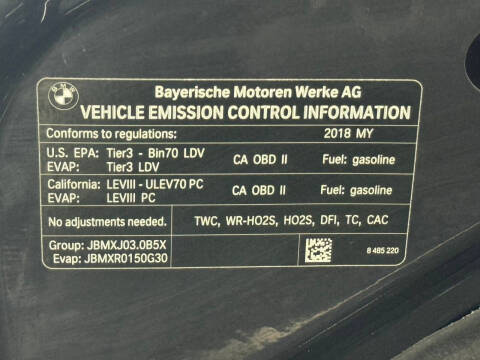 BMW
Bayerische Motoren Werke AG
VEHICLE EMISSION CONTROL INFORMATION
Conforms to regulations: 2018 MY
U.S. EPA: Tier3 - Bin70 LDV CA OBD II Fuel: gasoline
EVAP: Tier3 LDV
California: LEVIII - ULEV70 PC CA OBD II Fuel: gasoline
EVAP: LEVIII PC
No adjustments needed. TWC, WR-HO2S, HO2S, DFI, TC, CAC
Group: JBMXJ03.0B5X
Evap: JBMXR0150G30 8 485 220